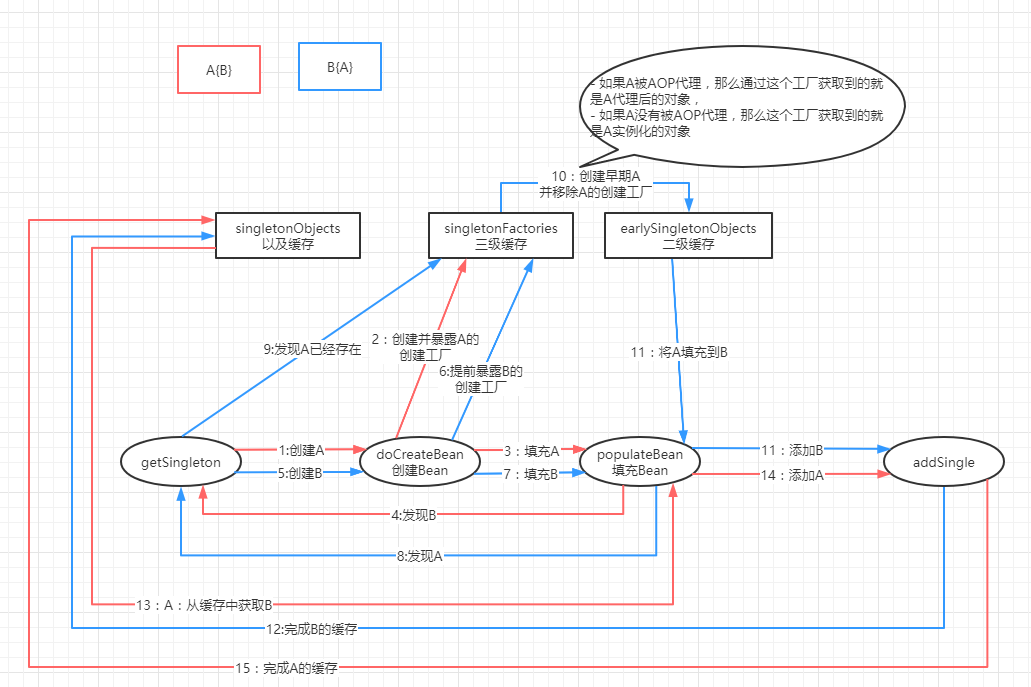 A{B}
B{A}
- 如果A被AOP代理，那么通过这个工厂获取到的就
是A代理后的对象，
- 如果A没有被AOP代理，那么这个工厂获取到的就
是A实例化的对象
10：创建早期A
并移除A的创建工厂
singletonObjects
以及缓存
singletonFactories
三级缓存
earlySingletonObjects
二级缓存
9:发现A已经存在
2：创建并暴露A的
创建工厂
6:提前暴露B的
创建工厂
11：将A填充到B
getSingleton
1:创建A
5:创建B
doCreateBean
创建Bean
3：填充A
7：填充B
populateBean
填充Bean
11：添加B
14：添加A
addSingle
4:发现B
8:发现A
13：A：从缓存中获取B
12:完成B的缓存
15：完成A的缓存